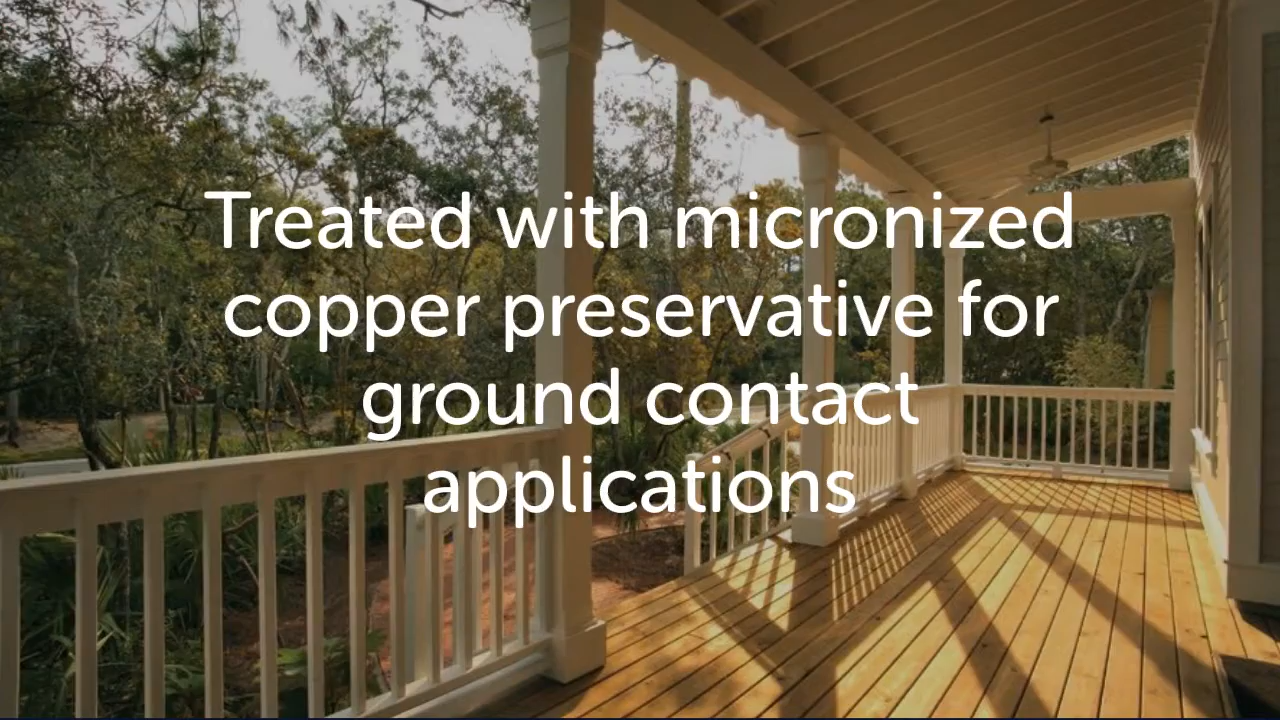 Treated with micronized
copper preservative for
ground contact
applications